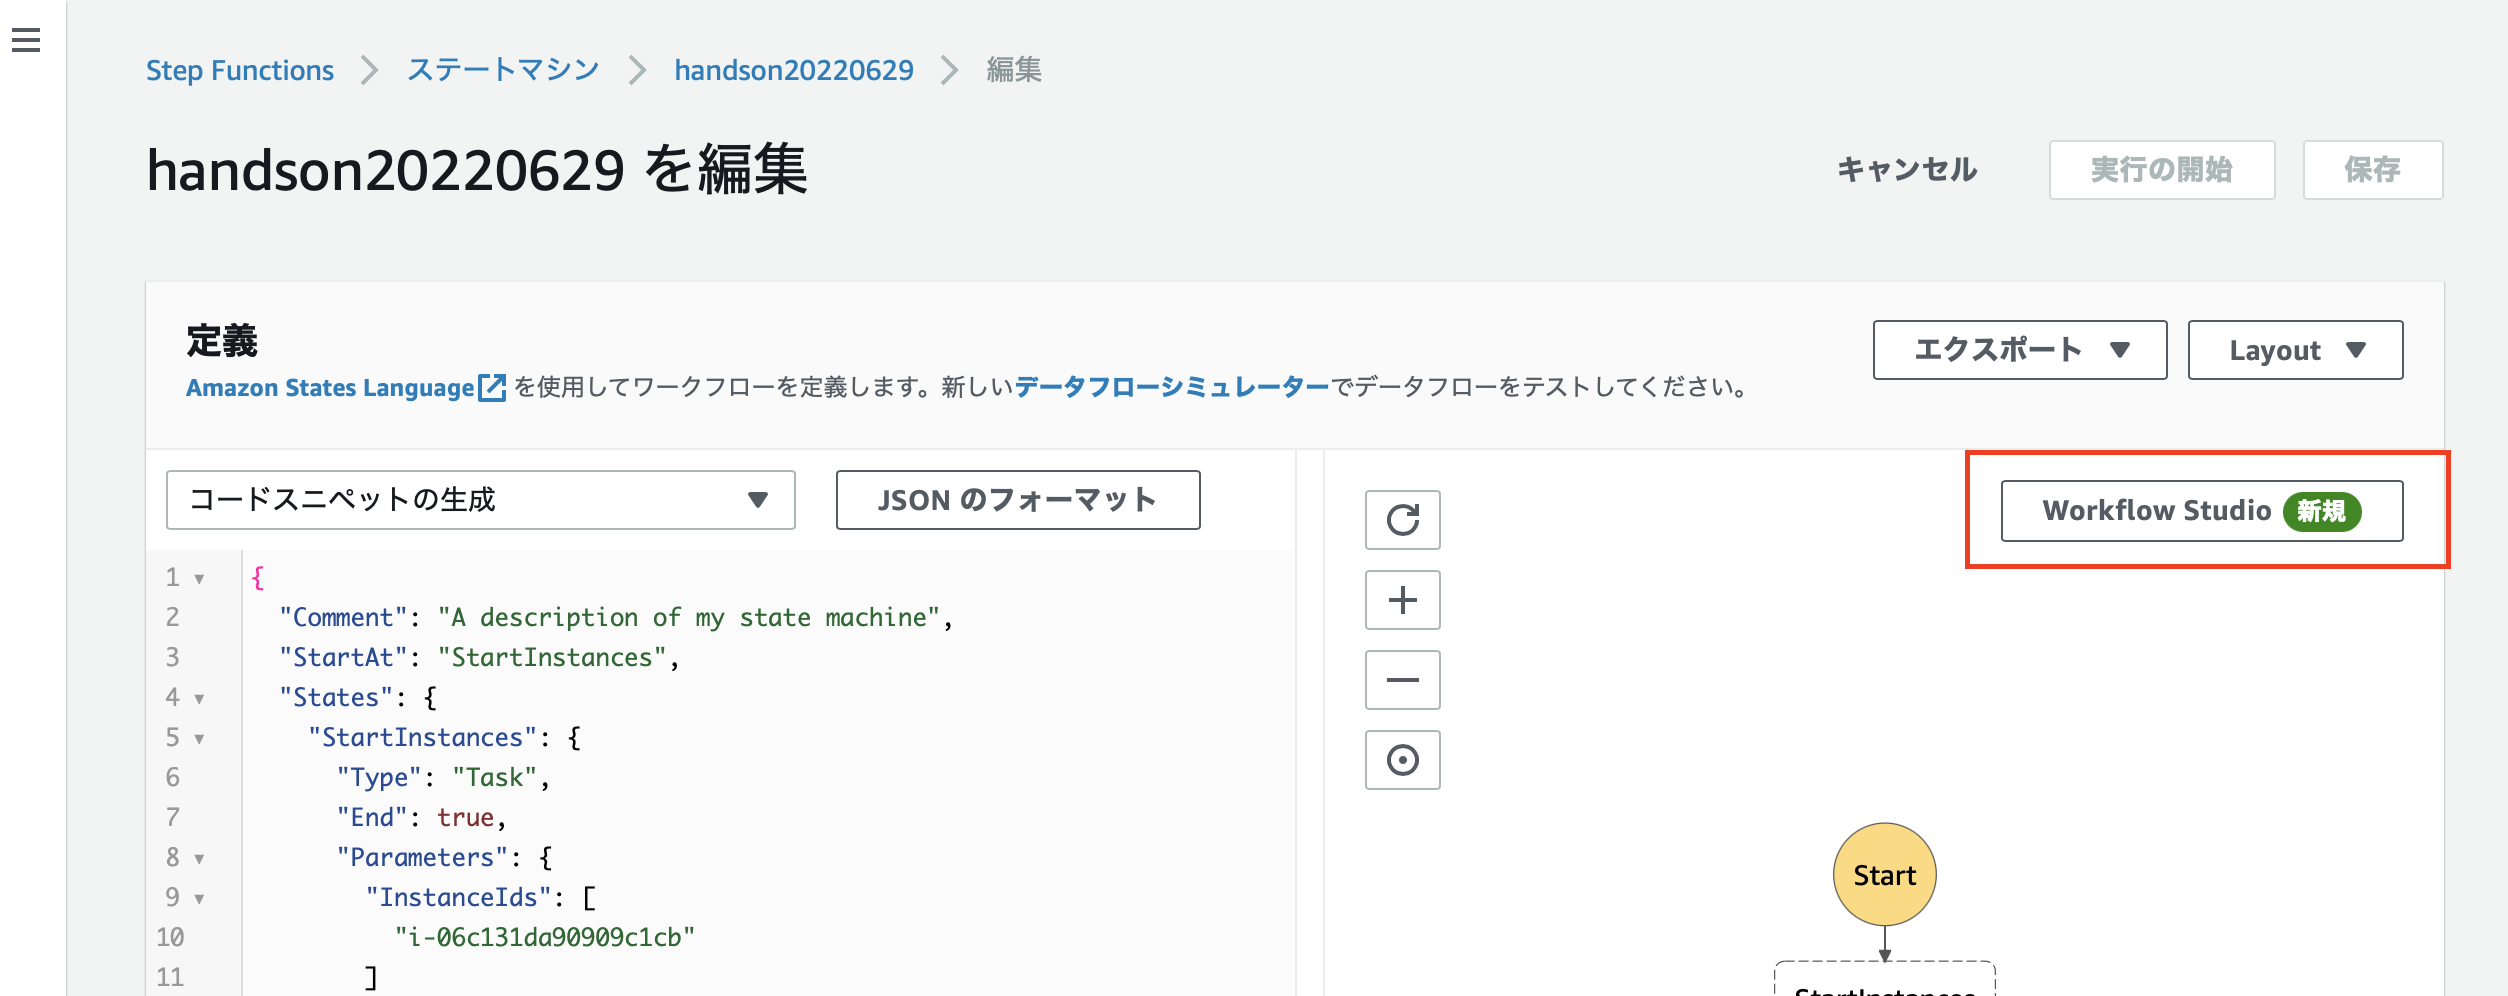 Step Functions > ステートマシン > handson20220629 > 編集
handson20220629 を編集
キャンセル 実行の開始 保存
定義
Amazon States Language を使用してワークフローを定義します。新しいデータフローシミュレーターでデータフローをテストしてください。
エクスポート Layout
コードスニペットの生成 JSON のフォーマット
Workflow Studio 新規
1 {
2 "Comment": "A description of my state machine",
3 "StartAt": "StartInstances",
4 "States": {
5 "StartInstances": {
6 "Type": "Task",
7 "End": true,
8 "Parameters": {
9 "InstanceIds": [
10 "i-06c131da90909c1cb"
11 ]
Start
StartInstances